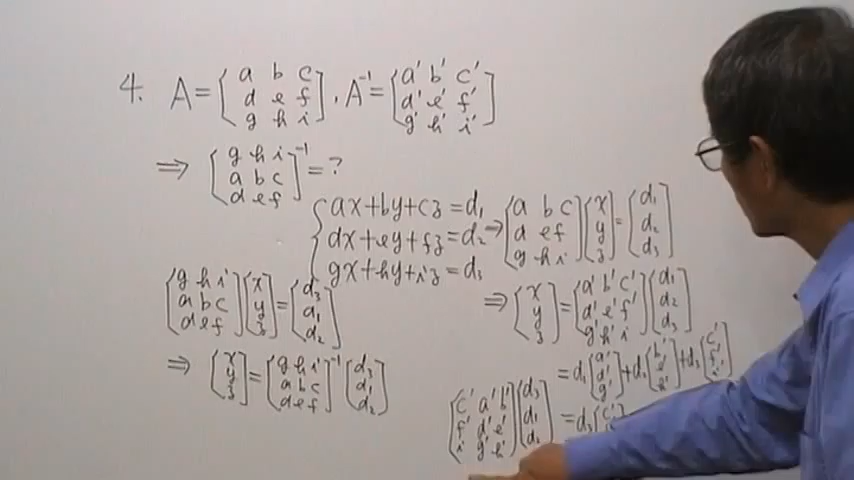 4. A = [a b c; d e f; g h i], A⁻¹ = [a' b' c'; d' e' f'; g' h' i']
⇒ [g h i; a b c; d e f]⁻¹ = ?
{ax+by+cz=d₁
dx+ey+fz=d₂
gx+hy+iz=d₃
⇒ [a b c; d e f; g h i][x; y; z] = [d₁; d₂; d₃]
⇒ [x; y; z] = [a' b' c'; d' e' f'; g' h' i][d₁; d₂; d₃]
= d₁[a'; d'; g'] + d₂[b'; e'; h'] + d₃[c'; f'; i']
[g h i; a b c; d e f][x; y; z] = [d₃; d₁; d₂]
⇒ [x; y; z] = [g h i; a b c; d e f]⁻¹[d₃; d₁; d₂]
[c' a' b'; f' d' e'; i' g' h'][d₃; d₁; d₂] = d₃[c'